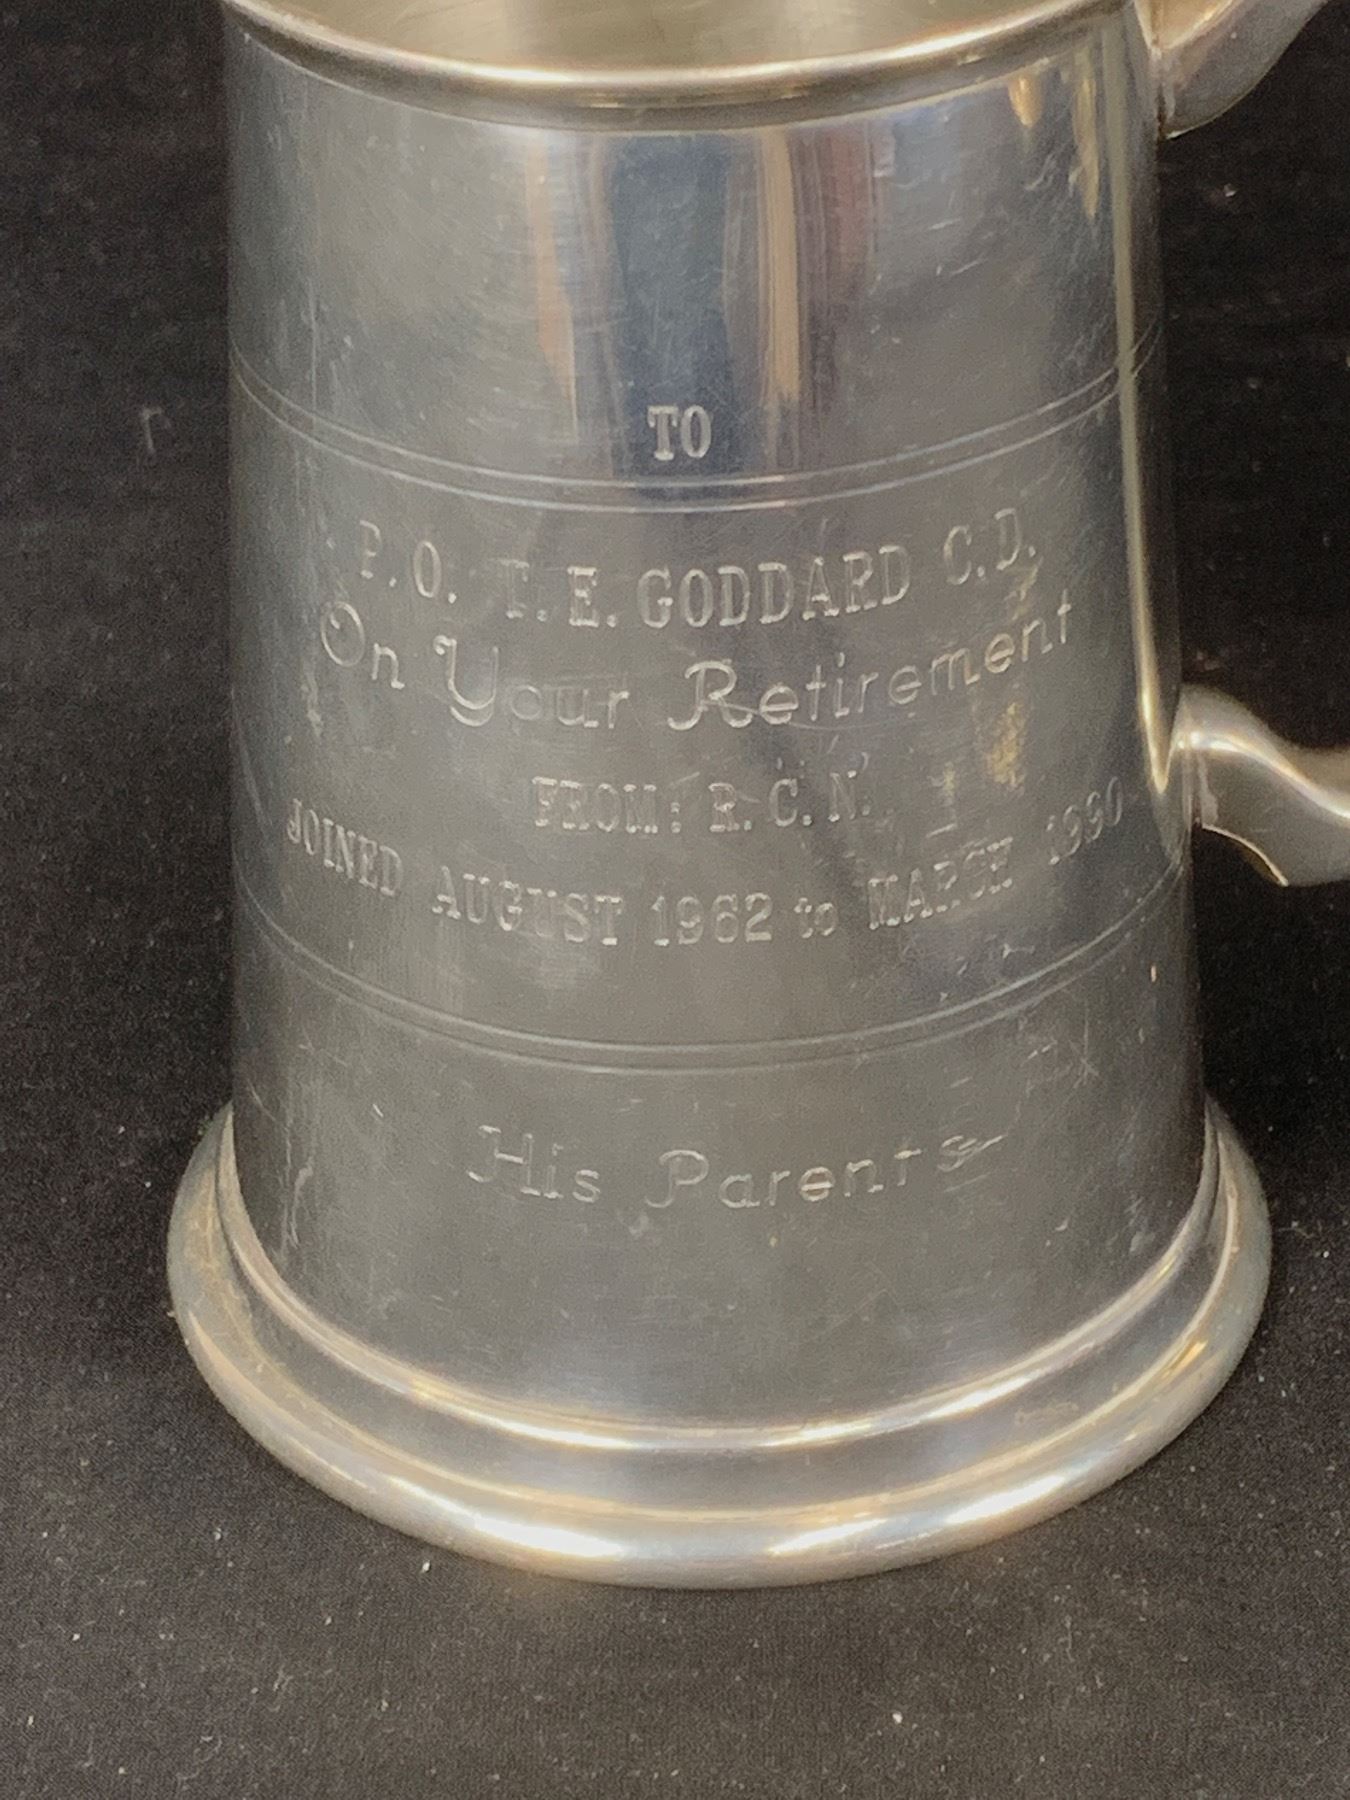 TO
P.O. T.E. GODDARD C.D.
On Your Retirement
FROM: R.C.N.
JOINED AUGUST 1962 to MARCH 1990
His Parents